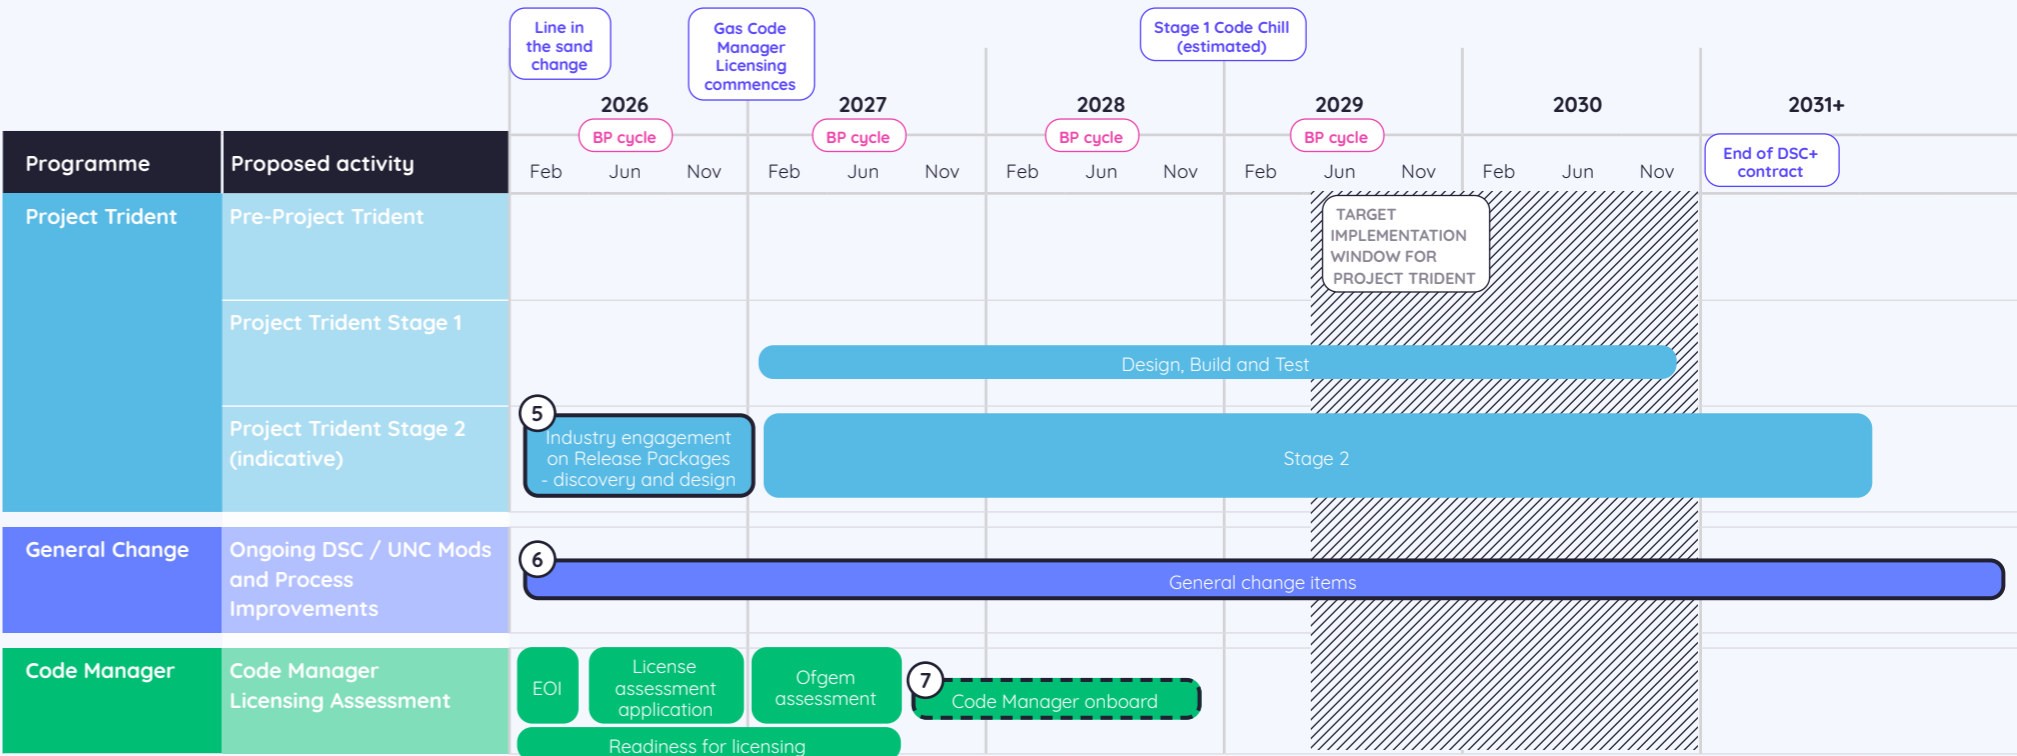 Line in
the sand
change
Gas Code
Manager
Licensing
commences
Stage 1 Code Chill
(estimated)
2026
2027
2028
2029
2030
2031+
BP cycle
BP cycle
BP cycle
BP cycle
End of DSC+
contract
Programme
Proposed activity
Feb
Jun
Nov
Feb
Jun
Nov
Feb
Jun
Nov
Feb
Jun
Nov
Feb
Jun
Nov
Project Trident
Pre-Project Trident
TARGET
IMPLEMENTATION
WINDOW FOR
PROJECT TRIDENT
Project Trident Stage 1
Design, Build and Test
Project Trident Stage 2
(indicative)
5
Industry engagement
on Release Packages
- discovery and design
Stage 2
General Change
Ongoing DSC / UNC Mods
and Process
Improvements
6
General change items
Code Manager
Code Manager
Licensing Assessment
EOI
License
assessment
application
Ofgem
assessment
7
Code Manager onboard
Readiness for licensing